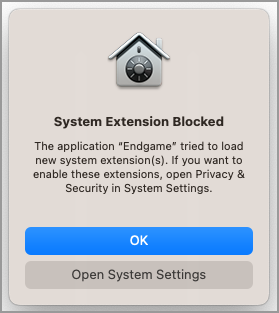 System Extension Blocked
The application “Endgame” tried to load
new system extension(s). If you want to
enable these extensions, open Privacy &
Security in System Settings.
OK
Open System Settings